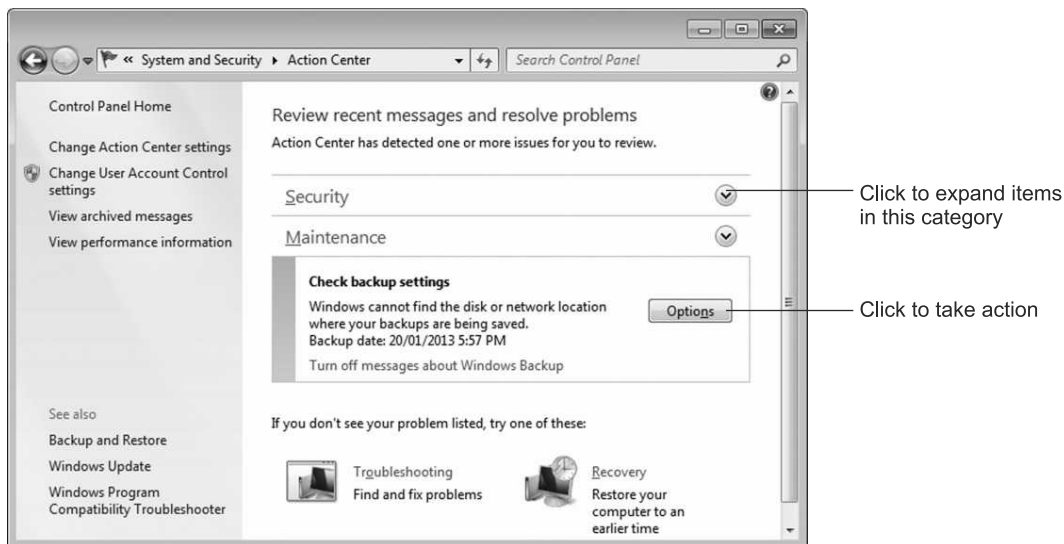 « System and Security ▸ Action Center
Search Control Panel
Control Panel Home
Change Action Center settings
Change User Account Control
settings
View archived messages
View performance information
See also
Backup and Restore
Windows Update
Windows Program
Compatibility Troubleshooter
Review recent messages and resolve problems
Action Center has detected one or more issues for you to review.
Security
Maintenance
Check backup settings
Windows cannot find the disk or network location
where your backups are being saved.
Backup date: 20/01/2013 5:57 PM
Options
Turn off messages about Windows Backup
If you don't see your problem listed, try one of these:
Troubleshooting
Find and fix problems
Recovery
Restore your
computer to an
earlier time
Click to expand items
in this category
Click to take action